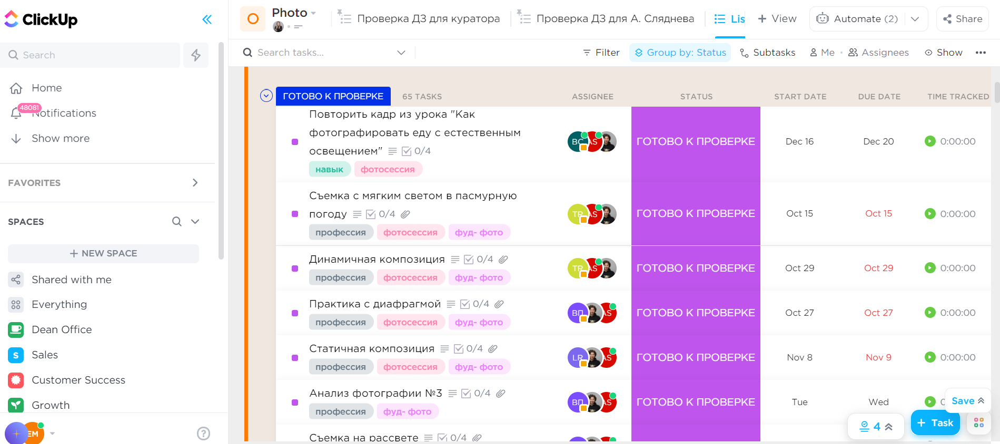 ClickUp
Search
Home
48081
Notifications
Show more
FAVORITES
SPACES
+ NEW SPACE
Shared with me
Everything
Dean Office
S Sales
Customer Success
Growth
EM
Photo
Проверка ДЗ для куратора
Проверка ДЗ для А. Сляднева
Lis
+ View
Automate (2)
Share
Search tasks...
Filter
Group by: Status
Subtasks
Me
Assignees
Show
ГОТОВО К ПРОВЕРКЕ 65 TASKS ASSIGNEE STATUS START DATE DUE DATE TIME TRACKED
Повторить кадр из урока "Как
фотографировать еду с естественным
освещением" 0/4
навык фотосессия
ВС AS ГОТОВО К ПРОВЕРКЕ Dec 16 Dec 20 0:00:00
Съемка с мягким светом в пасмурную
погоду 0/4
профессия фотосессия фуд- фото
TR AS ГОТОВО К ПРОВЕРКЕ Oct 15 Oct 15 0:00:00
Динамичная композиция 0/4
профессия фотосессия фуд- фото
TR AS ГОТОВО К ПРОВЕРКЕ Oct 29 Oct 29 0:00:00
Практика с диафрагмой 0/4
профессия фотосессия фуд- фото
ВП AS ГОТОВО К ПРОВЕРКЕ Oct 27 Oct 27 0:00:00
Статичная композиция 0/4
профессия фотосессия фуд- фото
LR AS ГОТОВО К ПРОВЕРКЕ Nov 8 Nov 9 0:00:00
Анализ фотографии №3 0/4
профессия фуд- фото
ВП AS ГОТОВО К ПРОВЕРКЕ Tue Wed
Съемка на рассвете 0/4
Save
4
+ Task